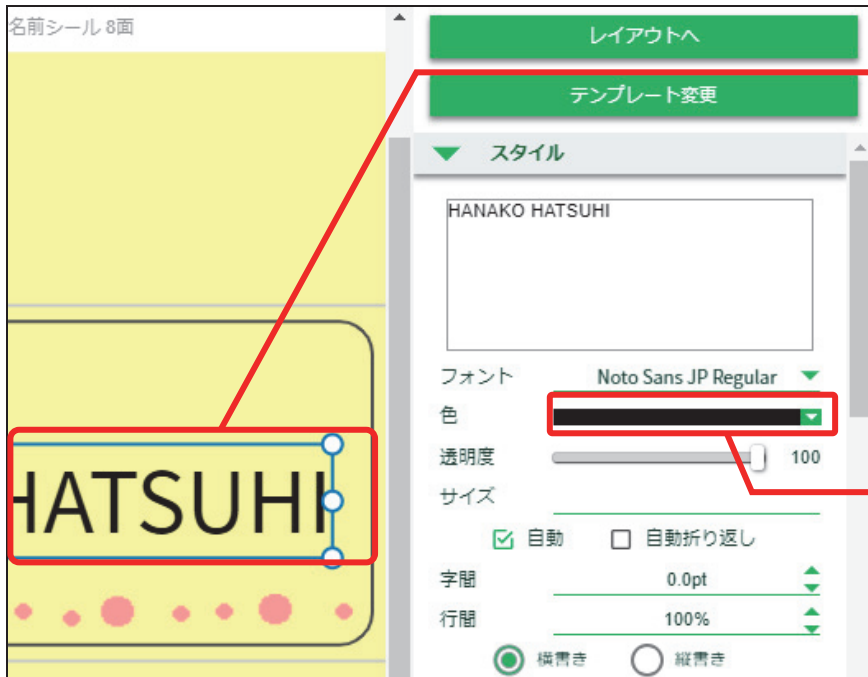 名前シール 8面
レイアウトへ
テンプレート変更
スタイル
HANAKO HATSUHI
フォント Noto Sans JP Regular
色
透明度 100
サイズ
自動 自動折り返し
字間 0.0pt
行間 100%
横書き 縦書き
HATSUHI